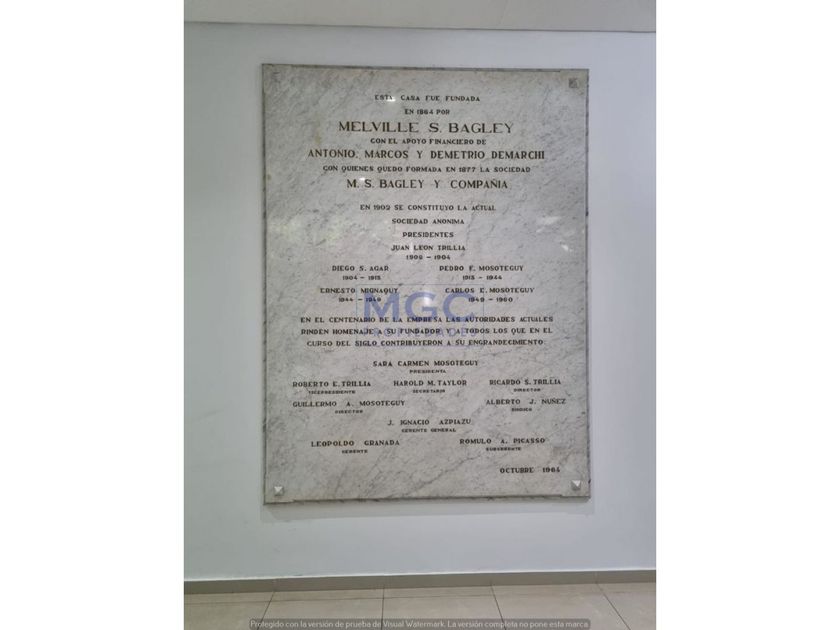 ESTA CASA FUE FUNDADA
EN 1864 POR
MELVILLE S. BAGLEY
CON EL APOYO FINANCIERO DE
ANTONIO, MARCOS Y DEMETRIO DEMARCHI
CON QUIENES QUEDO FORMADA EN 1877 LA SOCIEDAD
M. S. BAGLEY Y COMPAÑIA
EN 1902 SE CONSTITUYO LA ACTUAL
SOCIEDAD ANONIMA
PRESIDENTES
JUAN LEON TRILLIA
1902 - 1904
DIEGO S. AGAR PEDRO F. MOSOTEGUY
1904 - 1915 1915 - 1944
ERNESTO MIGNAQUY CARLOS E. MOSOTEGUY
1944 - 1949 1949 - 1960
MGC
PROPIEDADES
EN EL CENTENARIO DE LA EMPRESA LAS AUTORIDADES ACTUALES
RINDEN HOMENAJE A SU FUNDADOR Y A TODOS LOS QUE EN EL
CURSO DEL SIGLO CONTRIBUYERON A SU ENGRANDECIMIENTO:
SARA CARMEN MOSOTEGUY
PRESIDENTA
ROBERTO E. TRILLIA HAROLD M. TAYLOR RICARDO S. TRILLIA
VICEPRESIDENTE SECRETARIO DIRECTOR
GUILLERMO A. MOSOTEGUY ALBERTO J. NUÑEZ
DIRECTOR SINDICO
J. IGNACIO AZPIAZU
GERENTE GENERAL
LEOPOLDO GRANADA ROMULO A. PICASSO
GERENTE SUBGERENTE
OCTUBRE 1964
Protegido con la versión de prueba de Visual Watermark. La versión completa no pone esta marca.